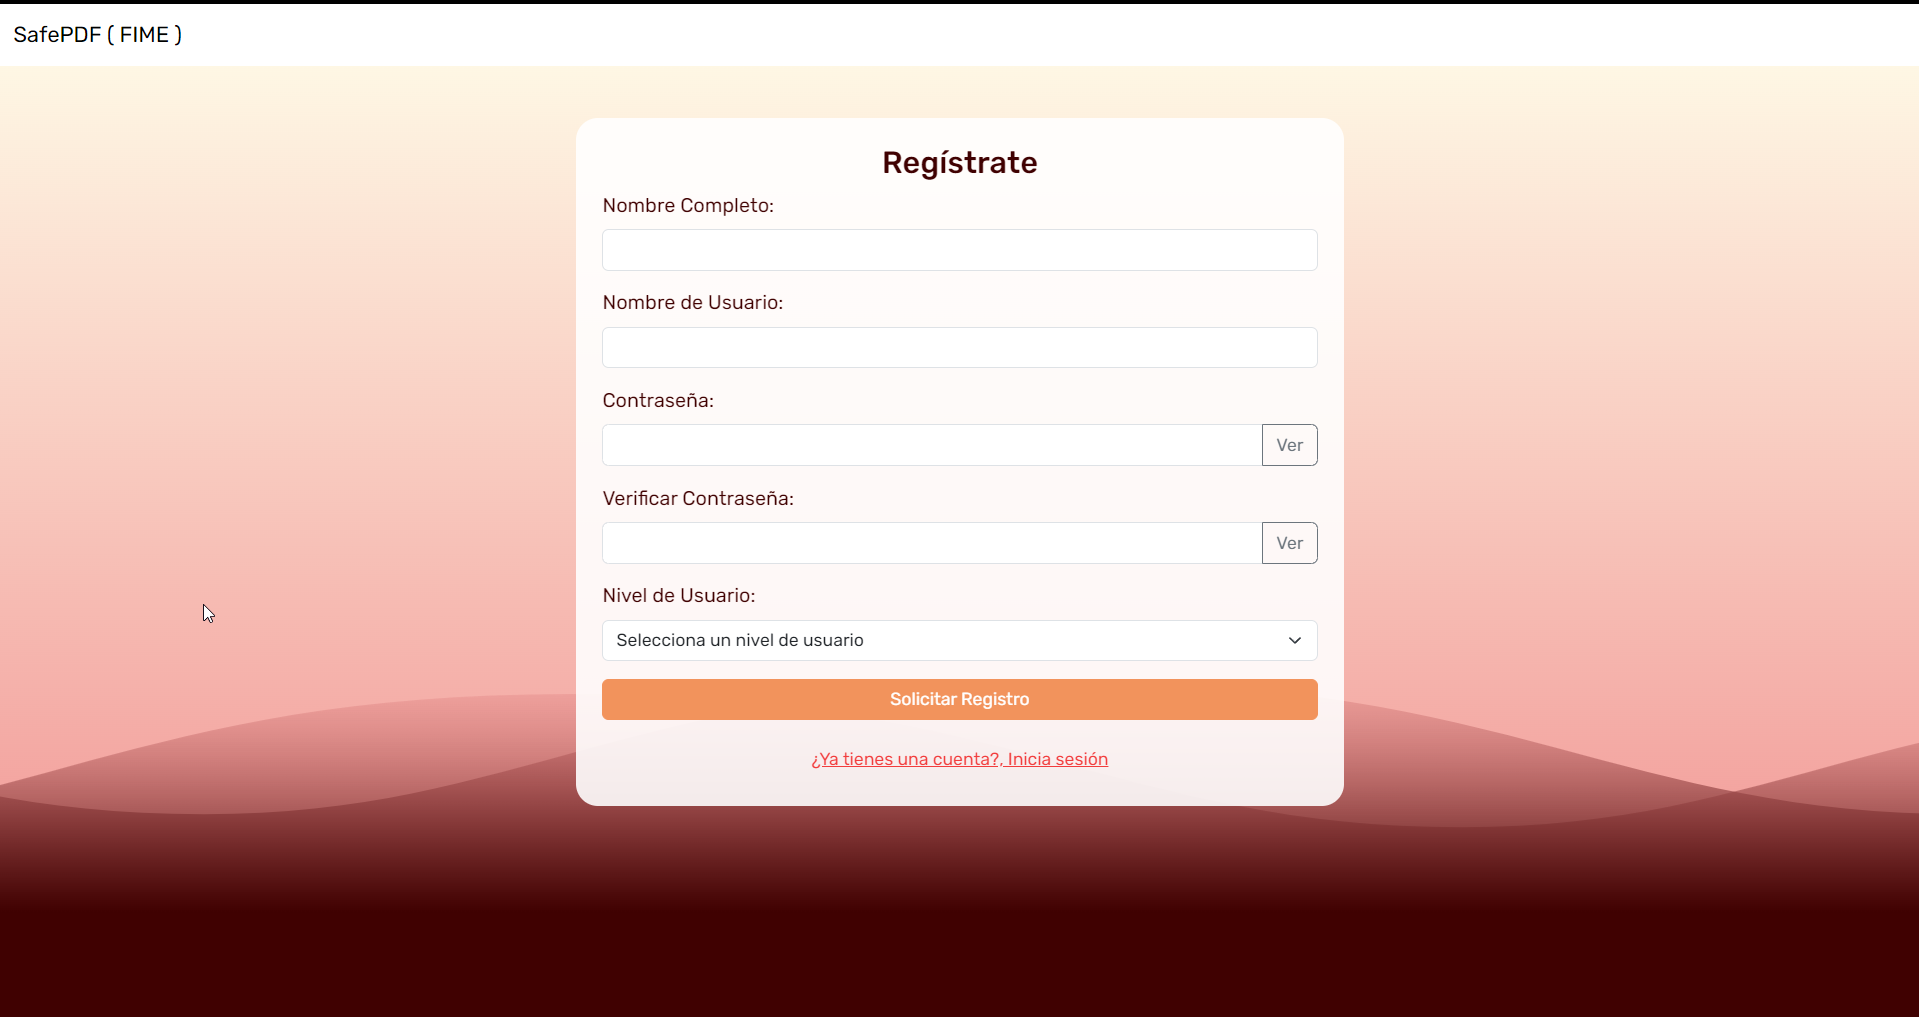 SafePDF ( FIME )
Regístrate
Nombre Completo:
Nombre de Usuario:
Contraseña:
Ver
Verificar Contraseña:
Ver
Nivel de Usuario:
Selecciona un nivel de usuario
Solicitar Registro
¿Ya tienes una cuenta?, Inicia sesión